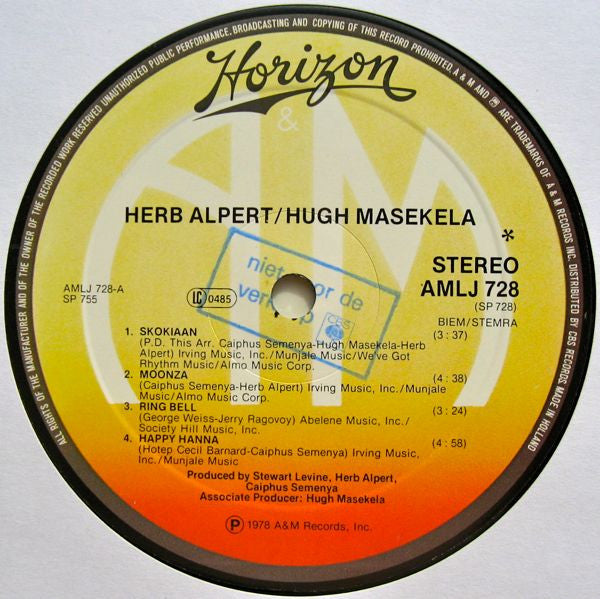 ALL RIGHTS OF THE MANUFACTURER AND OF THE OWNER OF THE RECORDED WORK RESERVED UNAUTHORIZED PUBLIC PERFORMANCE, BROADCASTING AND COPYING OF THIS RECORD PROHIBITED. A & M AND ARE TRADEMARKS OF A & M RECORDS INC. DISTRIBUTED BY CBS RECORDS. MADE IN HOLLAND
Horizon
&
A M
HERB ALPERT/HUGH MASEKELA
*
STEREO
AMLJ 728
(SP 728)
BIEM/STEMRA
AMLJ 728-A
SP 755
LC 0485
niet de
CBS
1. SKOKIAAN (3:37)
(P.D. This Arr. Caiphus Semenya-Hugh Masekela-Herb
Alpert) Irving Music, Inc./Munjale Music/We've Got
Rhythm Music/Almo Music Corp.
2. MOONZA (4:38)
(Caiphus Semenya-Herb Alpert) Irving Music, Inc./Munjale
Music/Almo Music Corp.
3. RING BELL (3:24)
(George Weiss-Jerry Ragovoy) Abelene Music, Inc./
Society Hill Music, Inc.
4. HAPPY HANNA (4:58)
(Hotep Cecil Barnard-Caiphus Semenya) Irving Music,
Inc./Munjale Music
Produced by Stewart Levine, Herb Alpert,
Caiphus Semenya
Associate Producer: Hugh Masekela
℗ 1978 A&M Records, Inc.